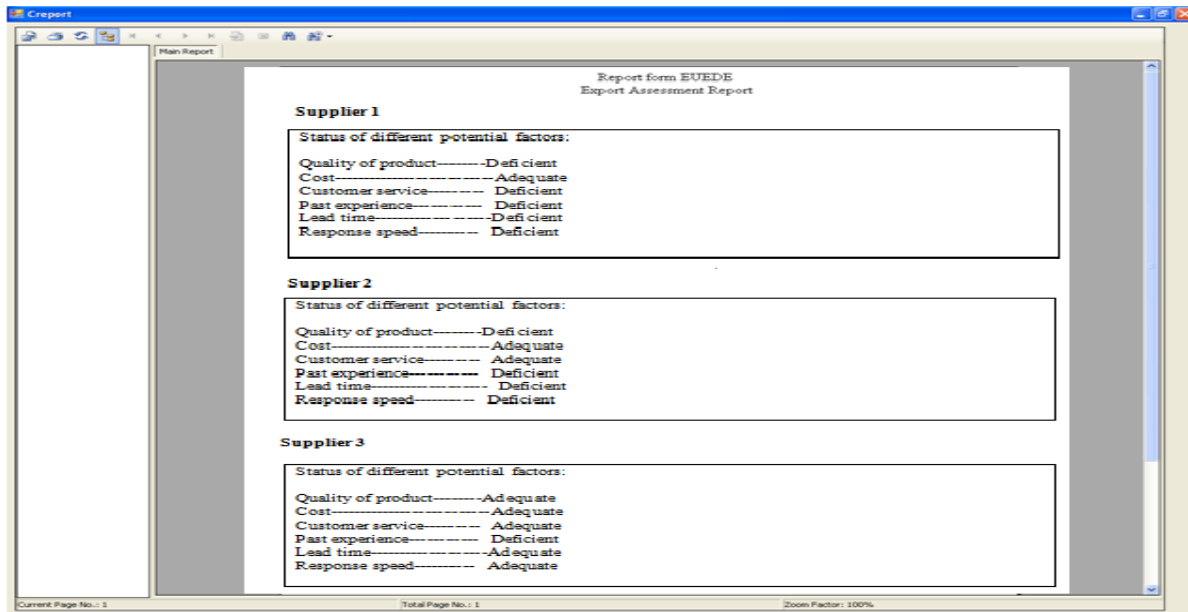 Creport
Main Report
Report form EUEDE
Export Assessment Report
Supplier 1
Status of different potential factors:
Quality of product--------Deficient
Cost---------------------------Adequate
Customer service--------- Deficient
Past experience------------ Deficient
Lead time--------------------Deficient
Response speed---------- Deficient
Supplier 2
Status of different potential factors:
Quality of product--------Deficient
Cost---------------------------Adequate
Customer service--------- Adequate
Past experience------------ Deficient
Lead time-------------------- Deficient
Response speed---------- Deficient
Supplier 3
Status of different potential factors:
Quality of product--------Adequate
Cost---------------------------Adequate
Customer service--------- Adequate
Past experience------------ Deficient
Lead time--------------------Adequate
Response speed---------- Adequate
Current Page No.: 1
Total Page No.: 1
Zoom Factor: 100%